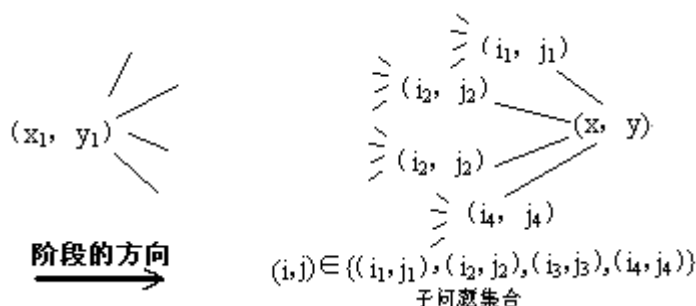 (i₁, j₁)
(i₂, j₂)
(x₁, y₁)
(x, y)
(i₂, j₂)
(i₄, j₄)
阶段的方向
(i,j)∈{(i₁,j₁),(i₂,j₂),(i₃,j₃),(i₄,j₄)}
子问题集合